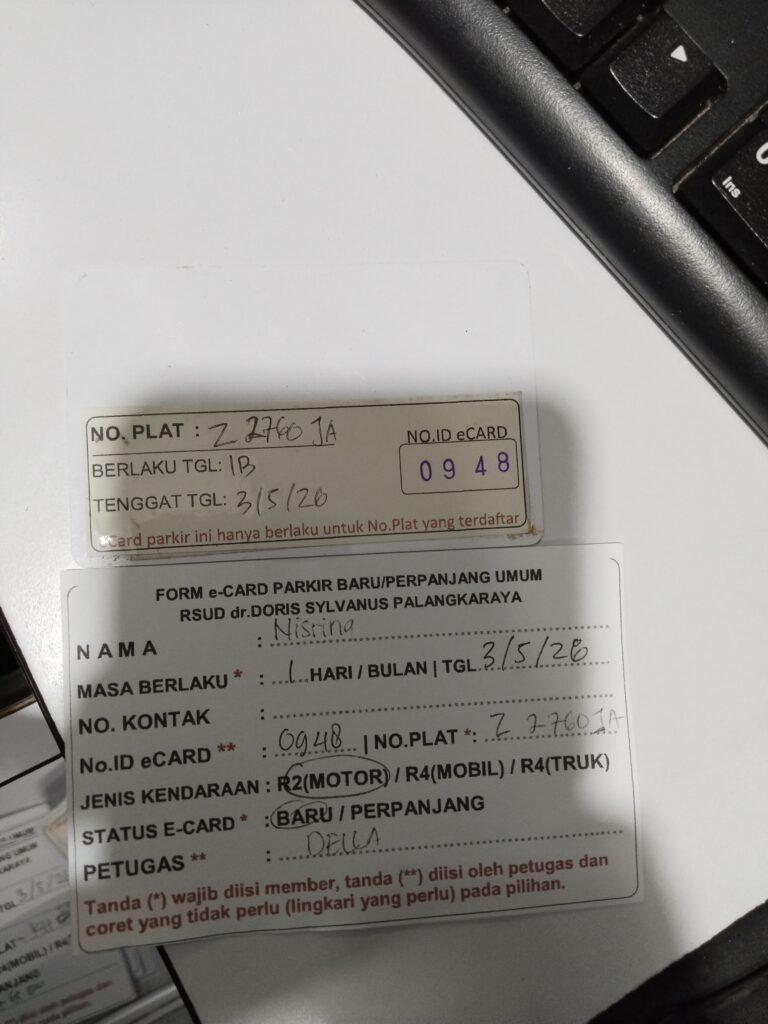 Ins
NO. PLAT : Z 2760 JA
NO.ID eCARD
0948
BERLAKU TGL: 1B
TENGGAT TGL: 3/5/26
eCard parkir ini hanya berlaku untuk No.Plat yang terdaftar
FORM e-CARD PARKIR BARU/PERPANJANG UMUM
RSUD dr.DORIS SYLVANUS PALANGKARAYA
NAMA : Nisrina
MASA BERLAKU * : 1 HARI / BULAN | TGL 3/5/26
NO. KONTAK :
No.ID eCARD ** : 0948 | NO.PLAT *: Z 2760 JA
JENIS KENDARAAN : R2(MOTOR) / R4(MOBIL) / R4(TRUK)
STATUS E-CARD * : BARU / PERPANJANG
PETUGAS ** : DELLA
Tanda (*) wajib diisi member, tanda (**) diisi oleh petugas dan
coret yang tidak perlu (lingkari yang perlu) pada pilihan.